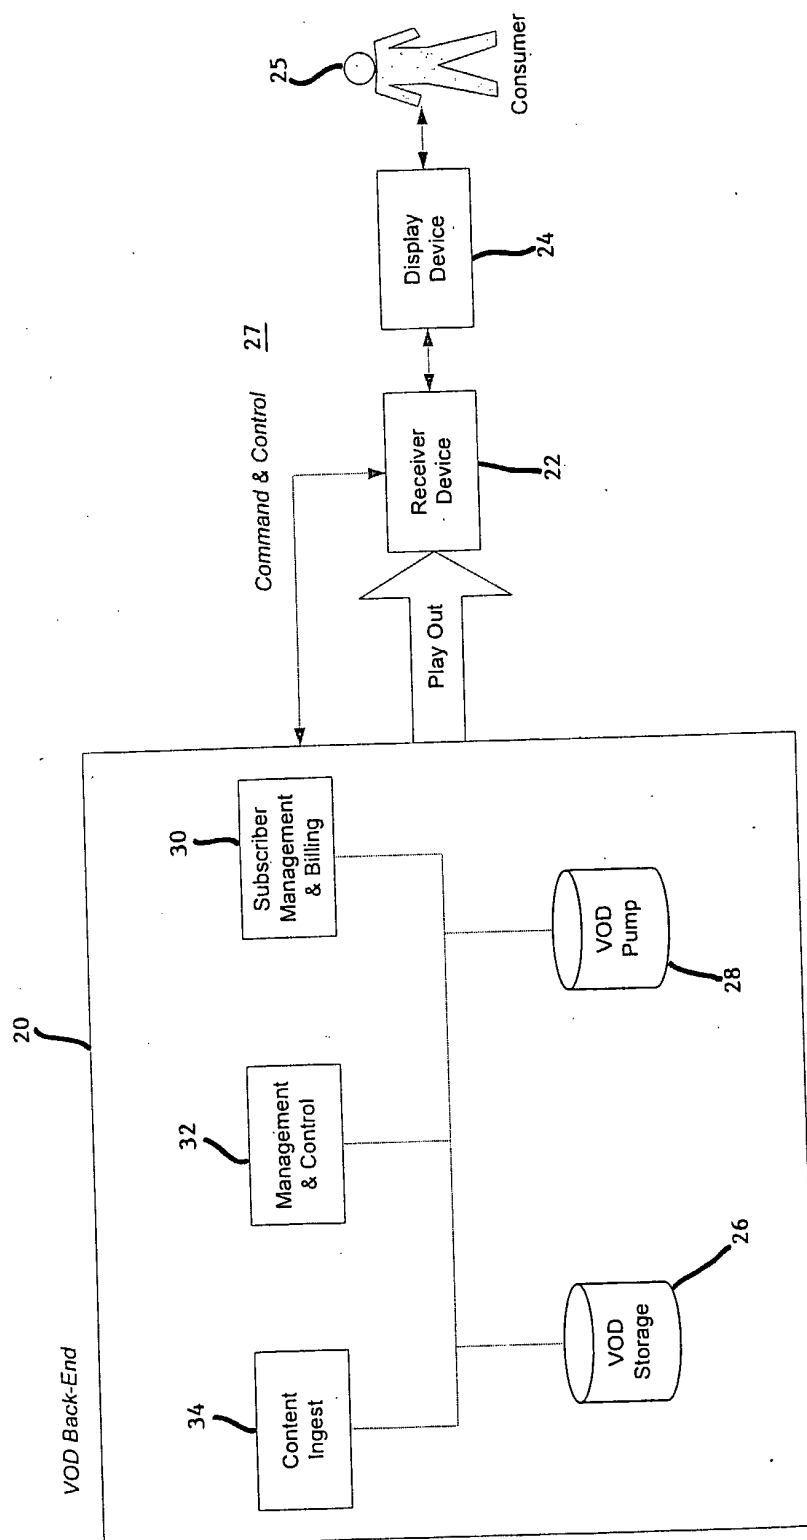 VOD Back-End
20
34
Content
Ingest
32
Management
& Control
30
Subscriber
Management
& Billing
VOD
Storage
26
VOD
Pump
28
Play Out
Command & Control
27
Receiver
Device
22
Display
Device
24
25
Consumer